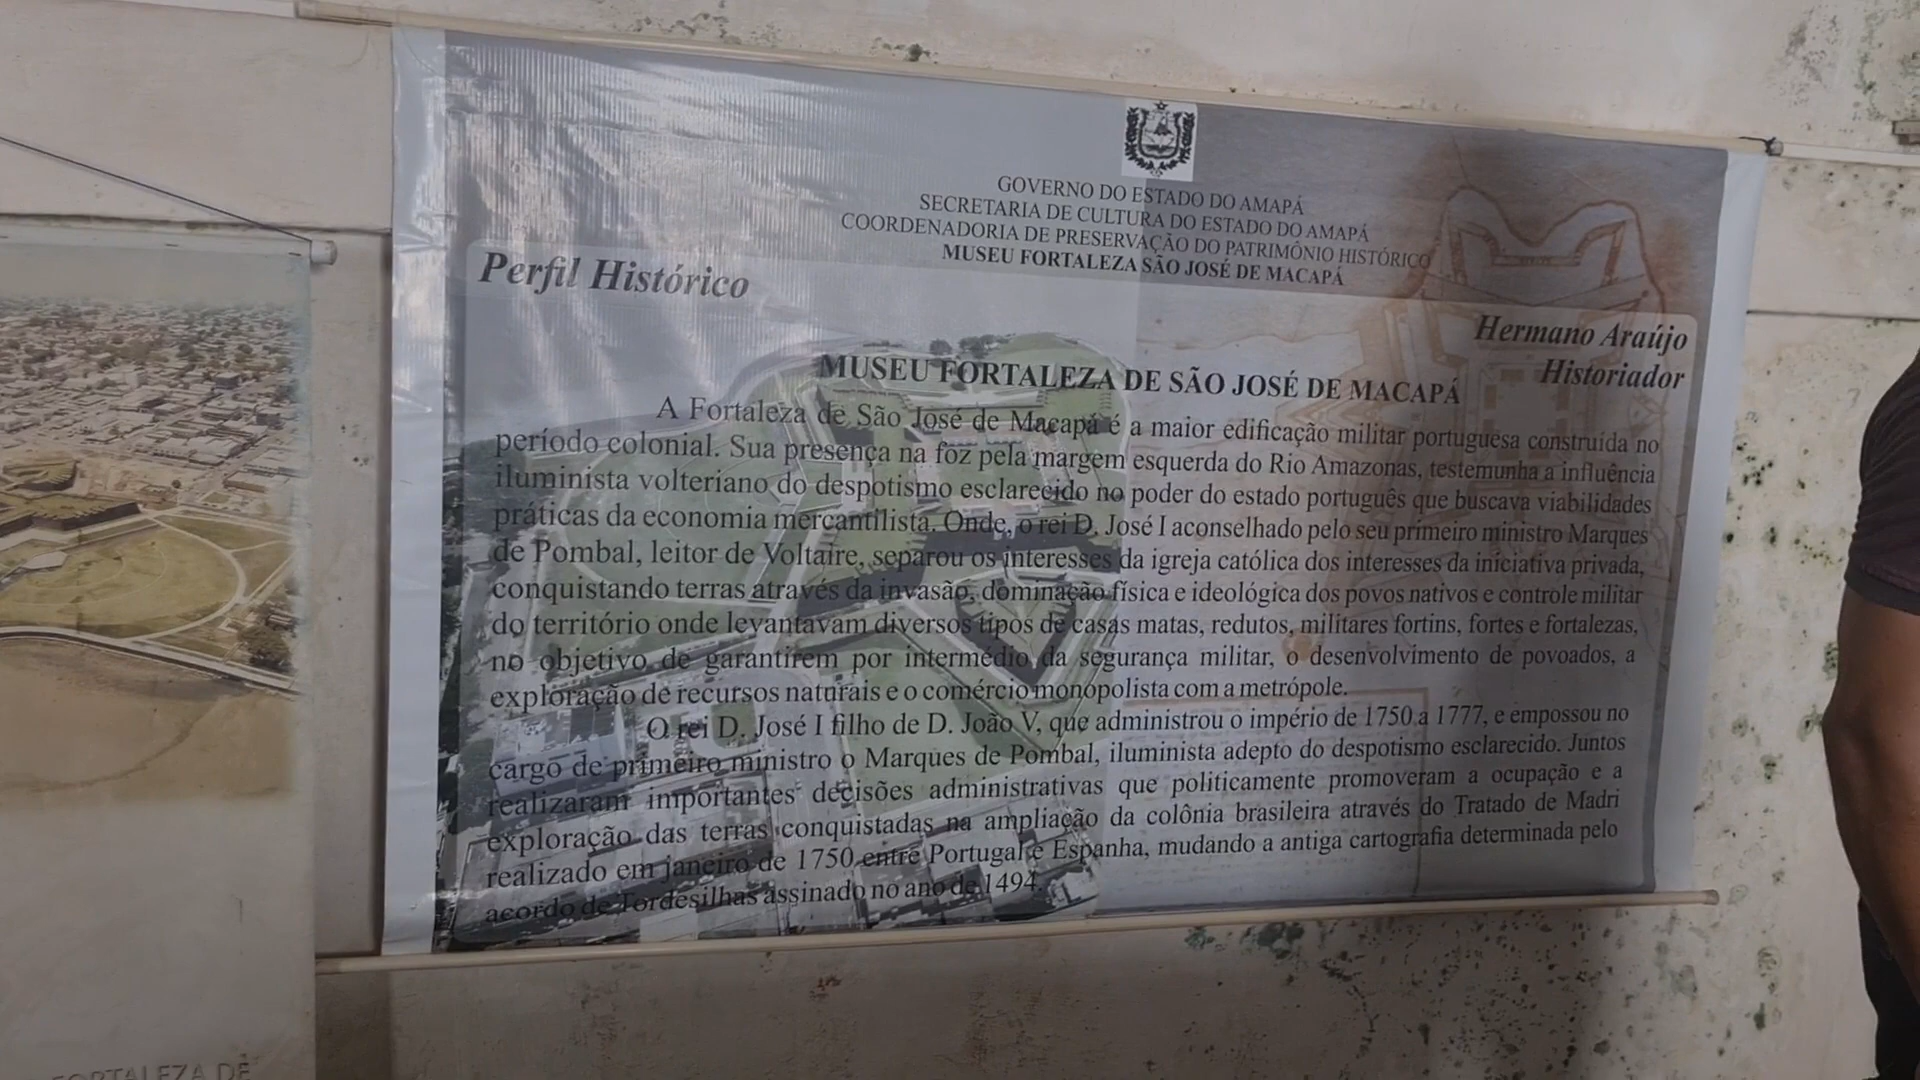 GOVERNO DO ESTADO DO AMAPÁ
SECRETARIA DE CULTURA DO ESTADO DO AMAPÁ
COORDENADORIA DE PRESERVAÇÃO DO PATRIMÔNIO HISTÓRICO
MUSEU FORTALEZA SÃO JOSÉ DE MACAPÁ
Perfil Histórico
Hermano Araújo
Historiador
MUSEU FORTALEZA DE SÃO JOSÉ DE MACAPÁ
A Fortaleza de São José de Macapá é a maior edificação militar portuguesa construída no
período colonial. Sua presença na foz pela margem esquerda do Rio Amazonas, testemunha a influência
iluminista volteriano do despotismo esclarecido no poder do estado português que buscava viabilidades
práticas da economia mercantilista. Onde, o rei D. José I aconselhado pelo seu primeiro ministro Marques
de Pombal, leitor de Voltaire, separou os interesses da igreja católica dos interesses da iniciativa privada,
conquistando terras através da invasão, dominação física e ideológica dos povos nativos e controle militar
do território onde levantavam diversos tipos de casas matas, redutos, militares fortins, fortes e fortalezas,
no objetivo de garantirem por intermédio da segurança militar, o desenvolvimento de povoados, a
exploração de recursos naturais e o comércio monopolista com a metrópole.
O rei D. José I filho de D. João V, que administrou o império de 1750 a 1777, e empossou no
cargo de primeiro ministro o Marques de Pombal, iluminista adepto do despotismo esclarecido. Juntos
realizaram importantes decisões administrativas que politicamente promoveram a ocupação e a
exploração das terras conquistadas na ampliação da colônia brasileira através do Tratado de Madri
realizado em janeiro de 1750 entre Portugal e Espanha, mudando a antiga cartografia determinada pelo
acordo de Tordesilhas assinado no ano de 1494.
FORTALEZA DE